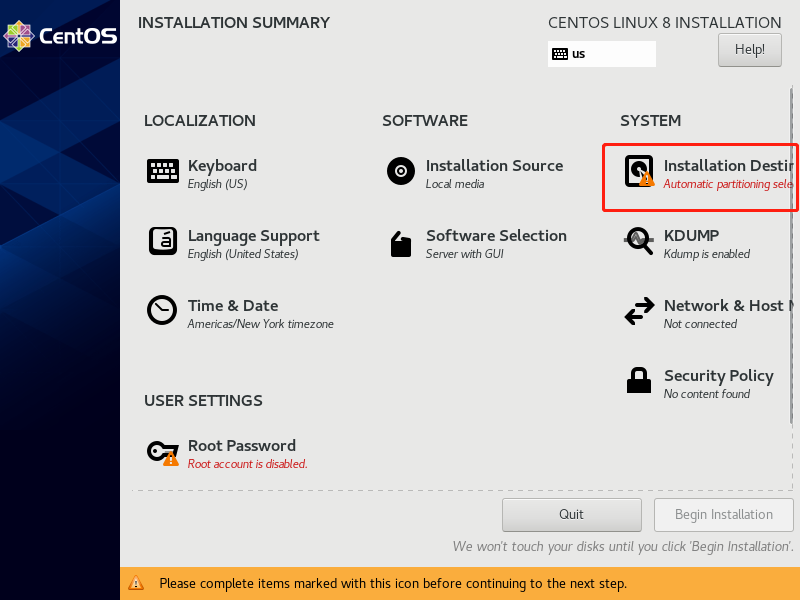 CentOS
INSTALLATION SUMMARY
CENTOS LINUX 8 INSTALLATION
us
Help!
LOCALIZATION
Keyboard
English (US)
Language Support
English (United States)
Time & Date
Americas/New York timezone
SOFTWARE
Installation Source
Local media
Software Selection
Server with GUI
SYSTEM
Installation Destin
Automatic partitioning sele
KDUMP
Kdump is enabled
Network & Host N
Not connected
Security Policy
No content found
USER SETTINGS
Root Password
Root account is disabled.
Quit
Begin Installation
We won't touch your disks until you click 'Begin Installation'.
Please complete items marked with this icon before continuing to the next step.